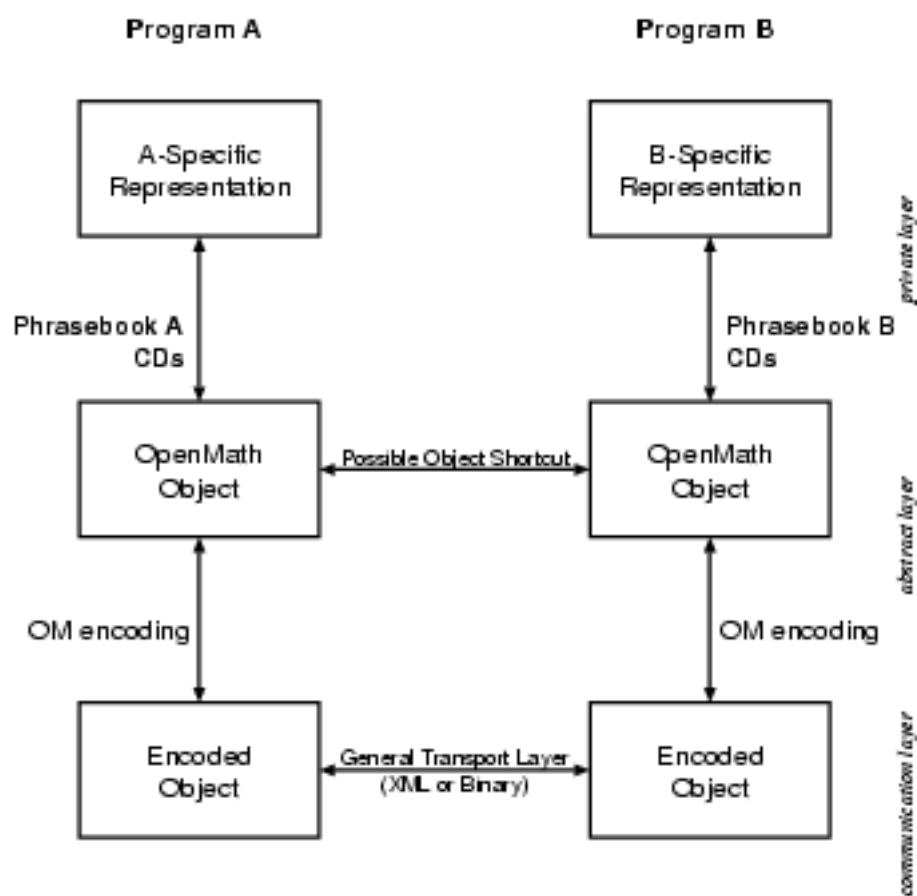 Program A
Program B
A-Specific
Representation
B-Specific
Representation
private layer
Phrasebook A
CDs
Phrasebook B
CDs
OpenMath
Object
Possible Object Shortcut
OpenMath
Object
abstract layer
OM encoding
OM encoding
Encoded
Object
General Transport Layer
(XML or Binary)
Encoded
Object
communication layer